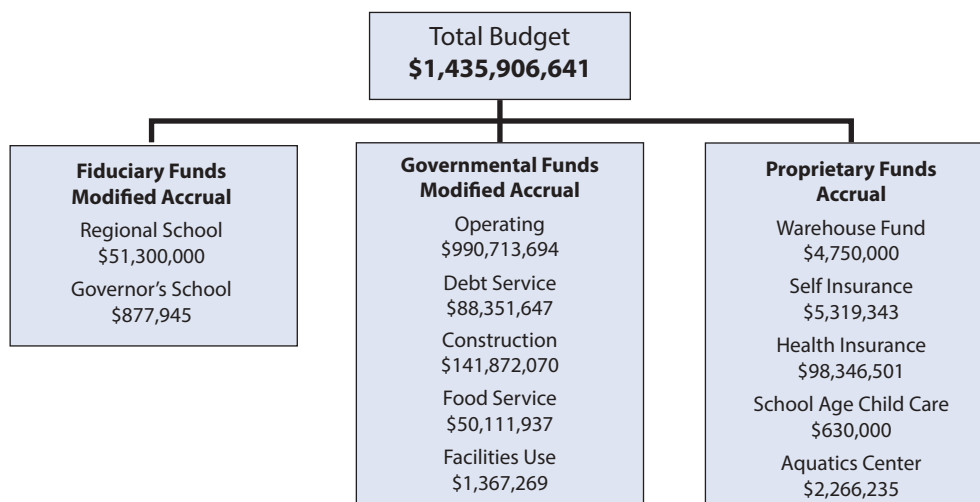 Total Budget
$1,435,906,641
Fiduciary Funds
Modified Accrual
Regional School
$51,300,000
Governor’s School
$877,945
Governmental Funds
Modified Accrual
Operating
$990,713,694
Debt Service
$88,351,647
Construction
$141,872,070
Food Service
$50,111,937
Facilities Use
$1,367,269
Proprietary Funds
Accrual
Warehouse Fund
$4,750,000
Self Insurance
$5,319,343
Health Insurance
$98,346,501
School Age Child Care
$630,000
Aquatics Center
$2,266,235